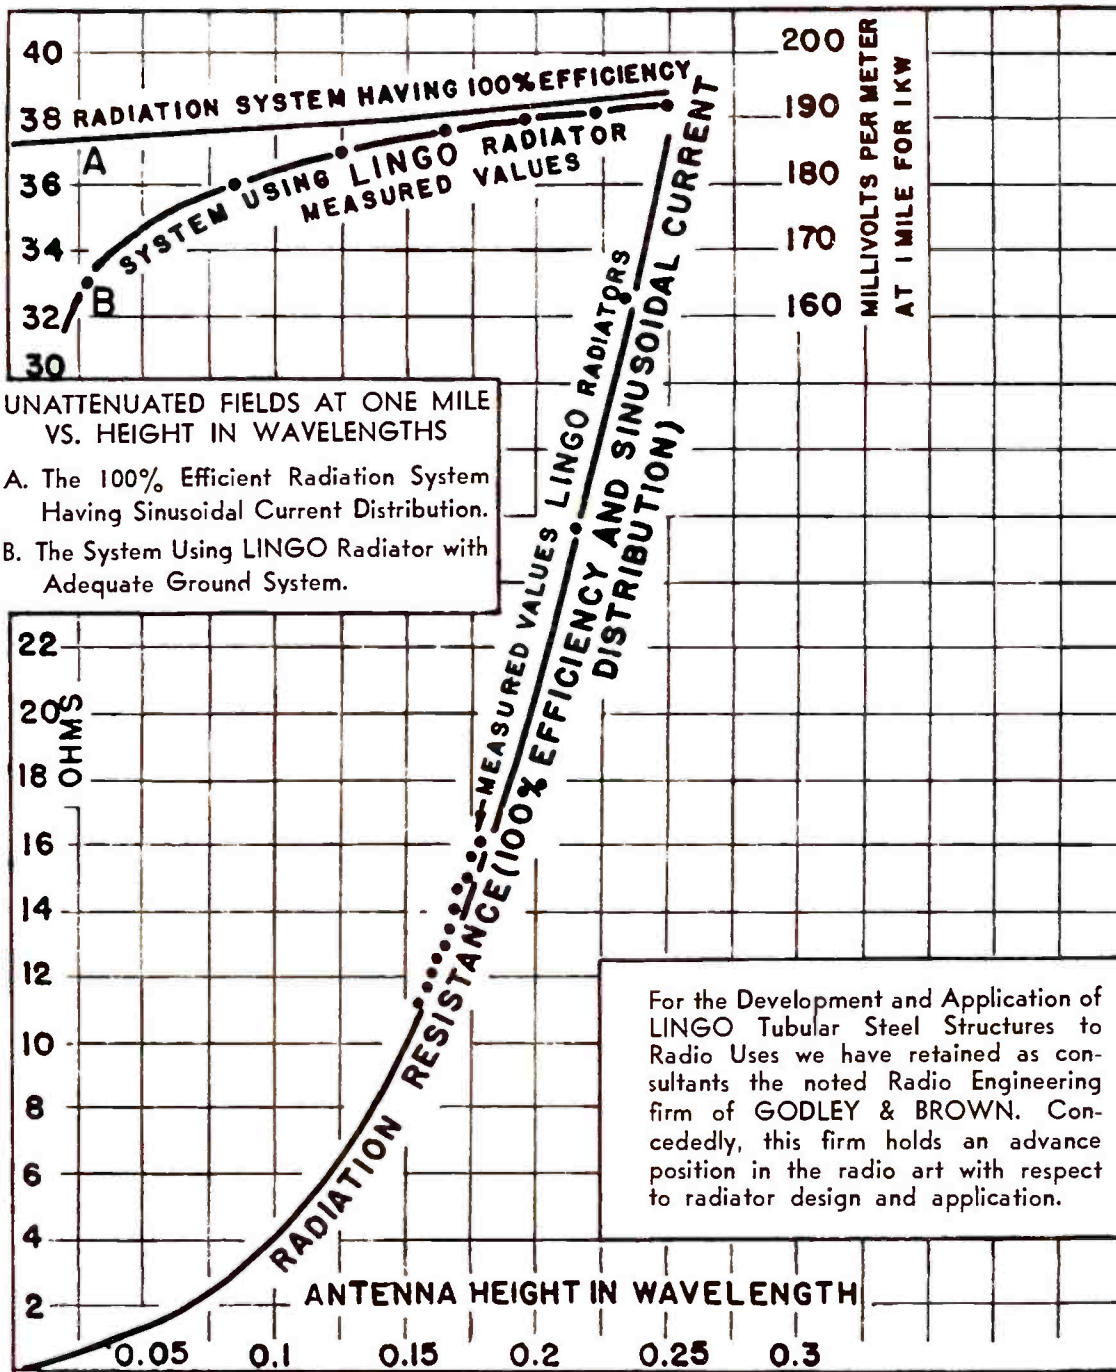 40
38
36
34
32
30
200
190
180
170
160
MILLIVOLTS PER METER
AT 1 MILE FOR 1KW
RADIATION SYSTEM HAVING 100% EFFICIENCY
A
SYSTEM USING LINGO RADIATOR
MEASURED VALUES
B
UNATTENUATED FIELDS AT ONE MILE
VS. HEIGHT IN WAVELENGTHS
A. The 100% Efficient Radiation System
Having Sinusoidal Current Distribution.
B. The System Using LINGO Radiator with
Adequate Ground System.
MEASURED VALUES LINGO RADIATORS
RADIATION RESISTANCE (100% EFFICIENCY AND SINUSOIDAL CURRENT
DISTRIBUTION)
22
20
18
16
14
12
10
8
6
4
2
OHMS
For the Development and Application of
LINGO Tubular Steel Structures to
Radio Uses we have retained as con-
sultants the noted Radio Engineering
firm of GODLEY & BROWN. Con-
cededly, this firm holds an advance
position in the radio art with respect
to radiator design and application.
ANTENNA HEIGHT IN WAVELENGTH
0.05 0.1 0.15 0.2 0.25 0.3